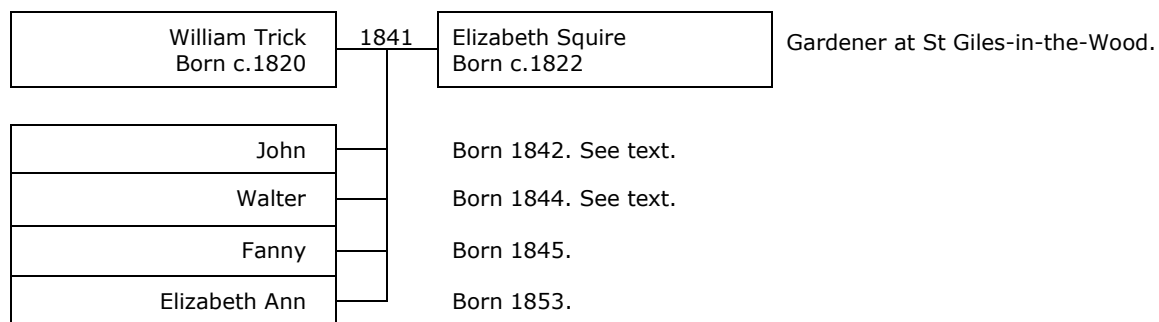 William Trick
Born c.1820
1841
Elizabeth Squire
Born c.1822
Gardener at St Giles-in-the-Wood.
John
Born 1842. See text.
Walter
Born 1844. See text.
Fanny
Born 1845.
Elizabeth Ann
Born 1853.